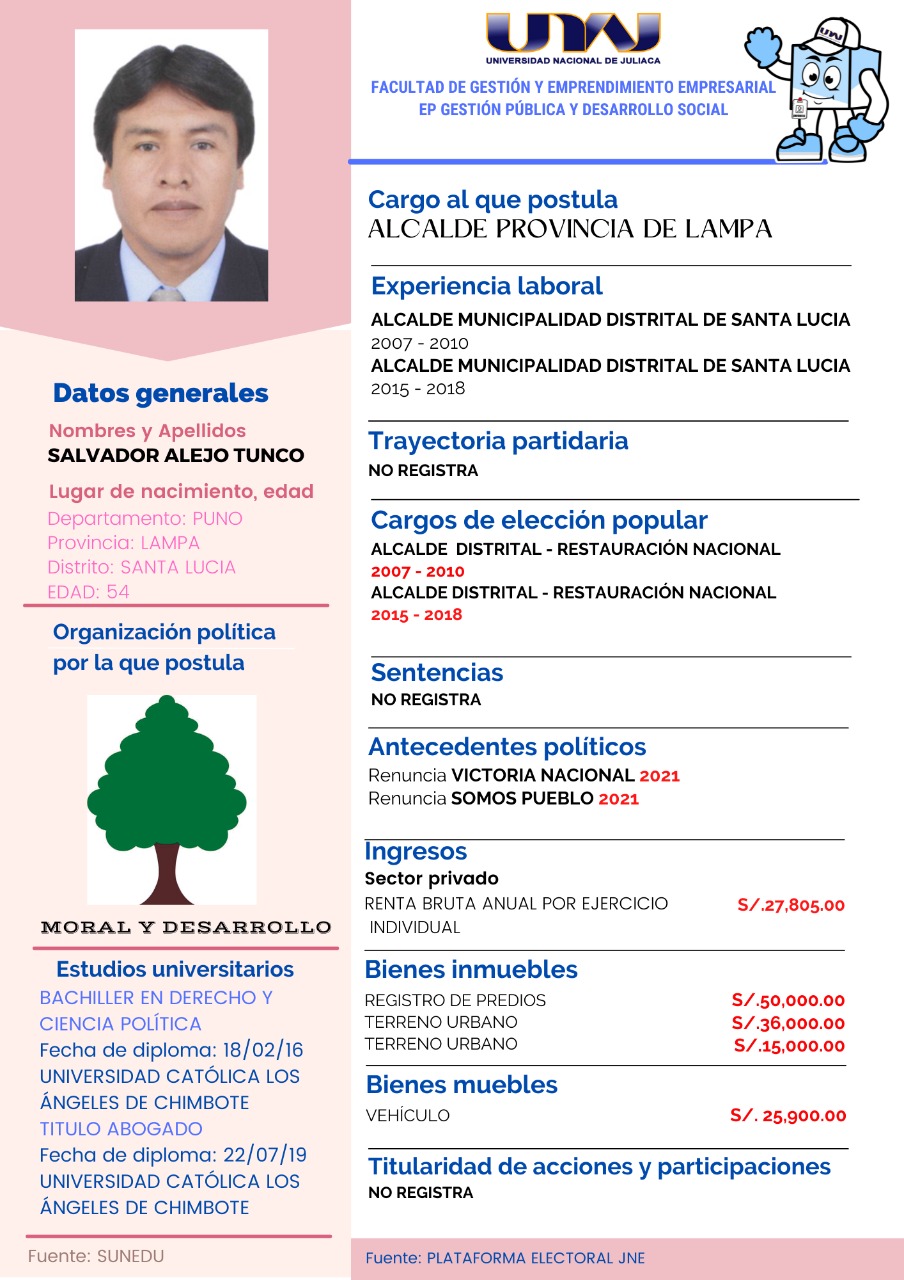 UNAJ
UNIVERSIDAD NACIONAL DE JULIACA
FACULTAD DE GESTIÓN Y EMPRENDIMIENTO EMPRESARIAL
EP GESTIÓN PÚBLICA Y DESARROLLO SOCIAL
Cargo al que postula
ALCALDE PROVINCIA DE LAMPA
Experiencia laboral
ALCALDE MUNICIPALIDAD DISTRITAL DE SANTA LUCIA
2007 - 2010
ALCALDE MUNICIPALIDAD DISTRITAL DE SANTA LUCIA
2015 - 2018
Trayectoria partidaria
NO REGISTRA
Cargos de elección popular
ALCALDE DISTRITAL - RESTAURACIÓN NACIONAL
2007 - 2010
ALCALDE DISTRITAL - RESTAURACIÓN NACIONAL
2015 - 2018
Sentencias
NO REGISTRA
Antecedentes políticos
Renuncia VICTORIA NACIONAL 2021
Renuncia SOMOS PUEBLO 2021
Ingresos
Sector privado
RENTA BRUTA ANUAL POR EJERCICIO S/.27,805.00
INDIVIDUAL
Bienes inmuebles
REGISTRO DE PREDIOS S/.50,000.00
TERRENO URBANO S/.36,000.00
TERRENO URBANO S/.15,000.00
Bienes muebles
VEHÍCULO S/. 25,900.00
Titularidad de acciones y participaciones
NO REGISTRA
Fuente: PLATAFORMA ELECTORAL JNE
Datos generales
Nombres y Apellidos
SALVADOR ALEJO TUNCO
Lugar de nacimiento, edad
Departamento: PUNO
Provincia: LAMPA
Distrito: SANTA LUCIA
EDAD: 54
Organización política
por la que postula
MORAL Y DESARROLLO
Estudios universitarios
BACHILLER EN DERECHO Y
CIENCIA POLÍTICA
Fecha de diploma: 18/02/16
UNIVERSIDAD CATÓLICA LOS
ÁNGELES DE CHIMBOTE
TITULO ABOGADO
Fecha de diploma: 22/07/19
UNIVERSIDAD CATÓLICA LOS
ÁNGELES DE CHIMBOTE
Fuente: SUNEDU